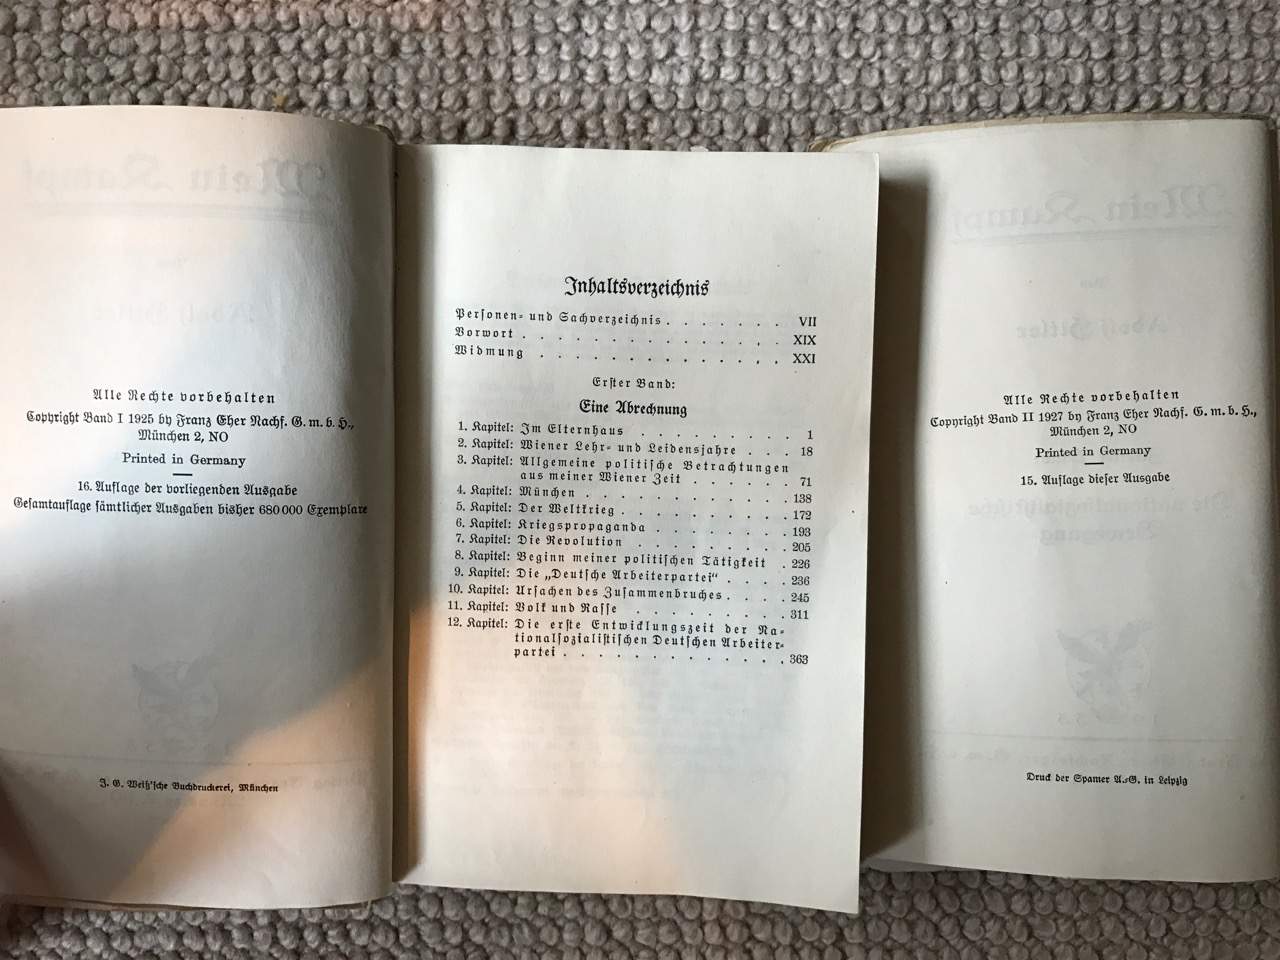 Alle Rechte vorbehalten
Copyright Band I 1925 by Franz Eher Nachf. G. m. b. H.,
München 2, NO
Printed in Germany
16. Auflage der vorliegenden Ausgabe
Gesamtauflage sämtlicher Ausgaben bisher 680 000 Exemplare
J. G. Weiß'sche Buchdruckerei, München
Inhaltsverzeichnis
Personen- und Sachverzeichnis . . . . . . . VII
Vorwort . . . . . . . . . . . . . . . XIX
Widmung . . . . . . . . . . . . . . XXI
Erster Band:
Eine Abrechnung
1. Kapitel: Im Elternhaus . . . . . . . . . 1
2. Kapitel: Wiener Lehr- und Leidensjahre . . . 18
3. Kapitel: Allgemeine politische Betrachtungen
aus meiner Wiener Zeit . . . . . . 71
4. Kapitel: München . . . . . . . . . . . . 138
5. Kapitel: Der Weltkrieg . . . . . . . . . . 172
6. Kapitel: Kriegspropaganda . . . . . . . . 193
7. Kapitel: Die Revolution . . . . . . . . . 205
8. Kapitel: Beginn meiner politischen Tätigkeit . 226
9. Kapitel: Die „Deutsche Arbeiterpartei“ . . . . 236
10. Kapitel: Ursachen des Zusammenbruches . . . . 245
11. Kapitel: Volk und Rasse . . . . . . . . . 311
12. Kapitel: Die erste Entwicklungszeit der Na-
tionalsozialistischen Deutschen Arbeiter-
partei . . . . . . . . . . . . . 363
Alle Rechte vorbehalten
Copyright Band II 1927 by Franz Eher Nachf. G. m. b. H.,
München 2, NO
Printed in Germany
15. Auflage dieser Ausgabe
Druck der Spamer A.-G. in Leipzig